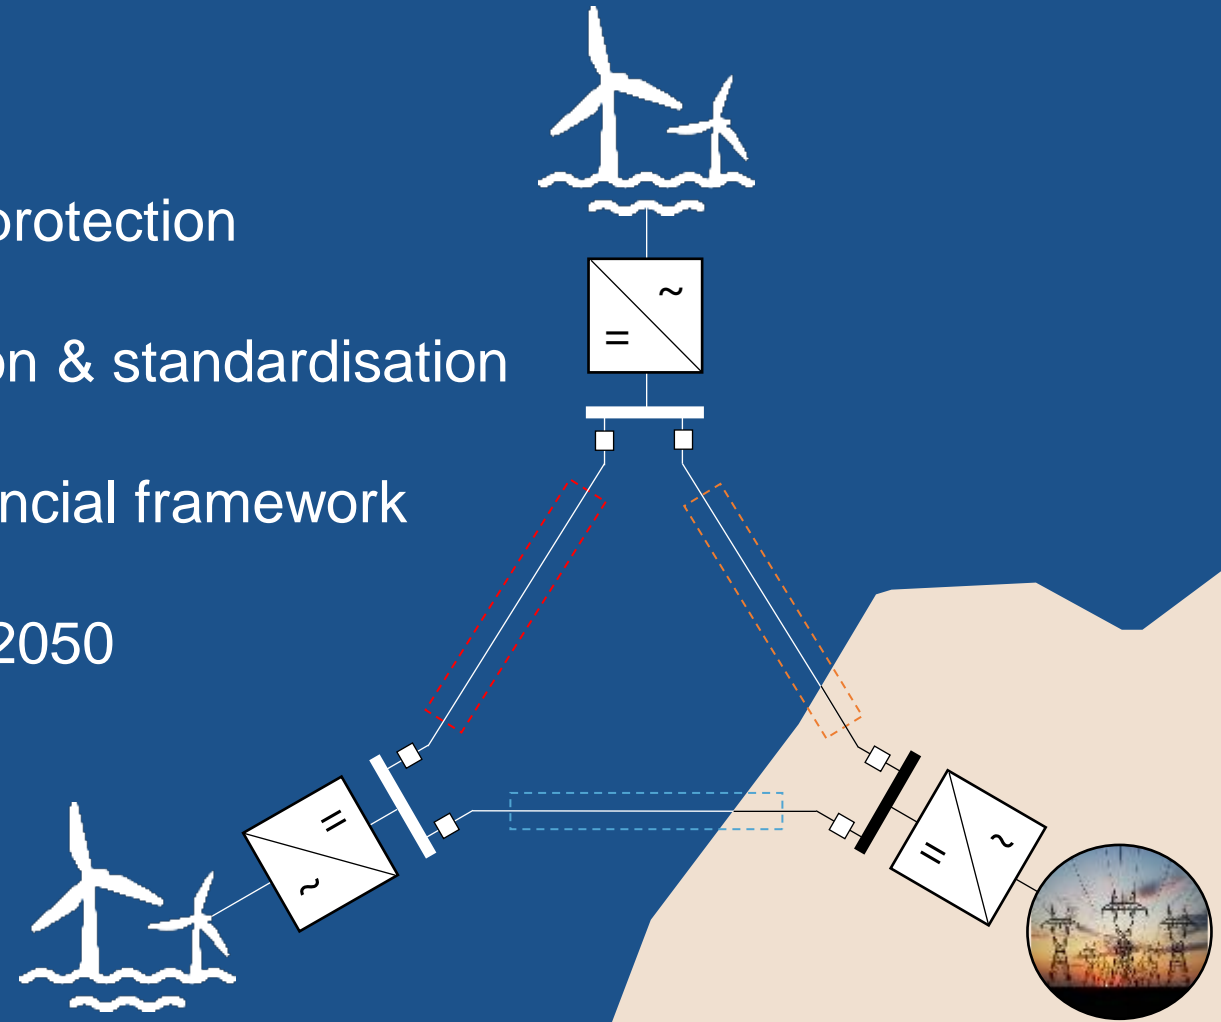 protection
on & standardisation
ncial framework
2050
~
=
=
~
~
=